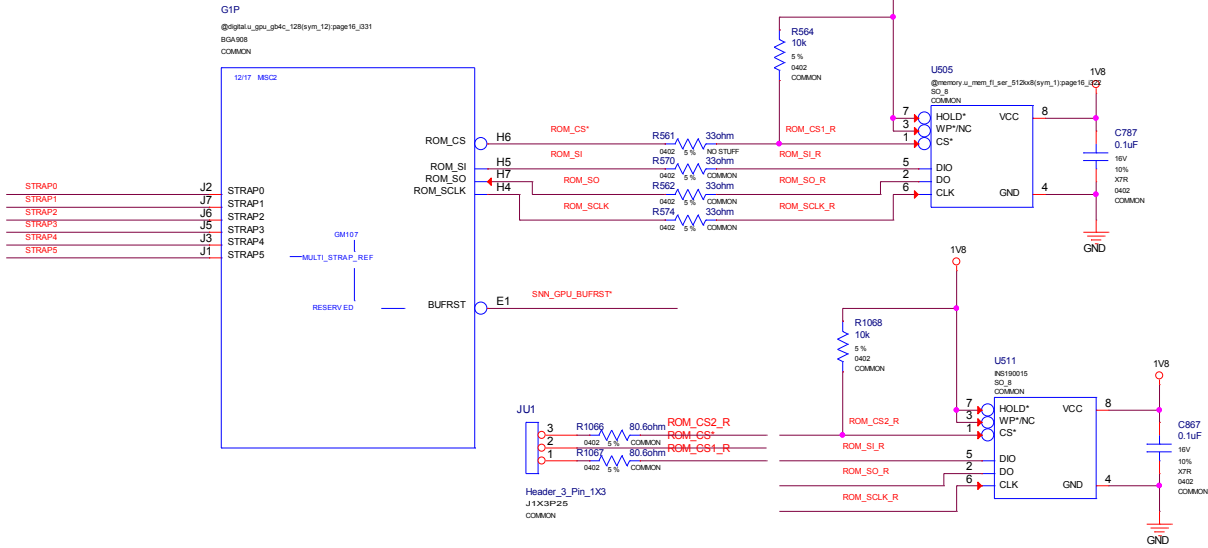 G1P
@digital.u_gpu_gb4c_128(sym_12):page16_i331
BGA908
COMMON
12/17 MISC2
ROM_CS H6
ROM_SI H5
ROM_SO H7
ROM_SCLK H4
STRAP0 J2 STRAP0
STRAP1 J7 STRAP1
STRAP2 J6 STRAP2
STRAP3 J5 STRAP3
STRAP4 J3 STRAP4
STRAP5 J1 STRAP5
GM107
MULTI_STRAP_REF
RESERVED
BUFRST E1
SNN_GPU_BUFRST*
R564
10k
5 %
0402
COMMON
ROM_CS* R561 33ohm ROM_CS1_R
0402 5 % NO STUFF
ROM_SI R570 33ohm ROM_SI_R
0402 5 % COMMON
ROM_SO R562 33ohm ROM_SO_R
0402 5 % COMMON
ROM_SCLK R574 33ohm ROM_SCLK_R
0402 5 % COMMON
U505
@memory.u_mem_fl_ser_512kx8(sym_1):page16_i322
SO_8
COMMON
7 HOLD* VCC 8
3 WP*/NC
1 CS*
5 DIO
2 DO
6 CLK GND 4
1V8
C787
0.1uF
16V
10%
X7R
0402
COMMON
GND
1V8
R1068
10k
5 %
0402
COMMON
U511
INS190015
SO_8
COMMON
7 HOLD* VCC 8
3 WP*/NC
1 CS*
5 DIO
2 DO
6 CLK GND 4
ROM_CS2_R
ROM_SI_R
ROM_SO_R
ROM_SCLK_R
1V8
C867
0.1uF
16V
10%
X7R
0402
COMMON
GND
JU1
3 R1066 80.6ohm ROM_CS2_R
0402 5 % COMMON
2 ROM_CS*
1 R1067 80.6ohm ROM_CS1_R
0402 5 % COMMON
Header_3_Pin_1X3
J1X3P25
COMMON